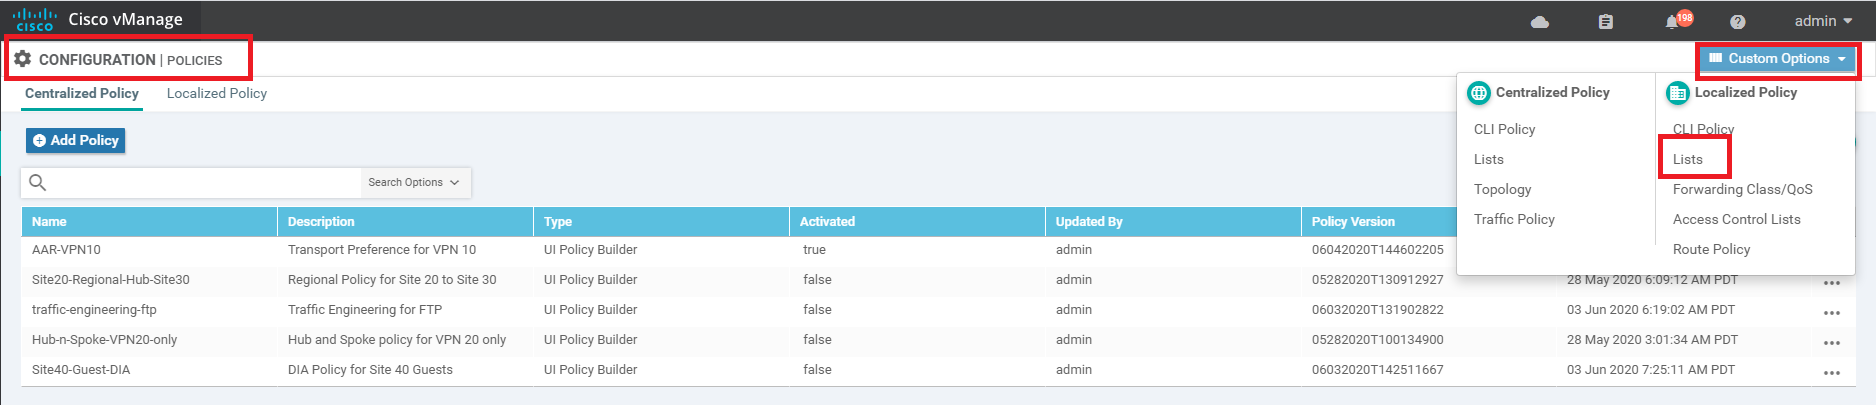 Cisco vManage
CISCO
198
admin
CONFIGURATION | POLICIES
Custom Options
Centralized Policy Localized Policy
Centralized Policy
CLI Policy
Lists
Topology
Traffic Policy
Localized Policy
CLI Policy
Lists
Forwarding Class/QoS
Access Control Lists
Route Policy
Add Policy
Search Options
Name Description Type Activated Updated By Policy Version
AAR-VPN10 Transport Preference for VPN 10 UI Policy Builder true admin 06042020T144602205
Site20-Regional-Hub-Site30 Regional Policy for Site 20 to Site 30 UI Policy Builder false admin 05282020T130912927 28 May 2020 6:09:12 AM PDT
traffic-engineering-ftp Traffic Engineering for FTP UI Policy Builder false admin 06032020T131902822 03 Jun 2020 6:19:02 AM PDT
Hub-n-Spoke-VPN20-only Hub and Spoke policy for VPN 20 only UI Policy Builder false admin 05282020T100134900 28 May 2020 3:01:34 AM PDT
Site40-Guest-DIA DIA Policy for Site 40 Guests UI Policy Builder false admin 06032020T142511667 03 Jun 2020 7:25:11 AM PDT